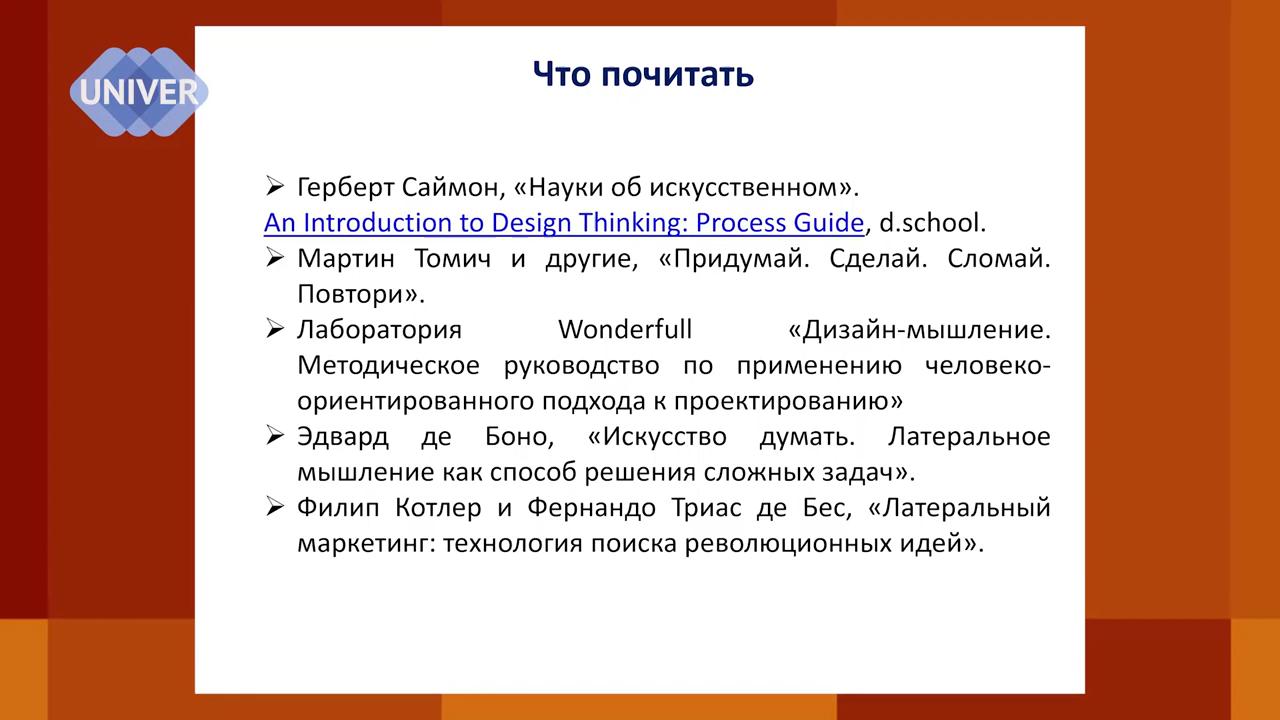 UNIVER
Что почитать
➢ Герберт Саймон, «Науки об искусственном».
An Introduction to Design Thinking: Process Guide, d.school.
➢ Мартин Томич и другие, «Придумай. Сделай. Сломай.
Повтори».
➢ Лаборатория Wonderfull «Дизайн-мышление.
Методическое руководство по применению человеко-
ориентированного подхода к проектированию»
➢ Эдвард де Боно, «Искусство думать. Латеральное
мышление как способ решения сложных задач».
➢ Филип Котлер и Фернандо Триас де Бес, «Латеральный
маркетинг: технология поиска революционных идей».